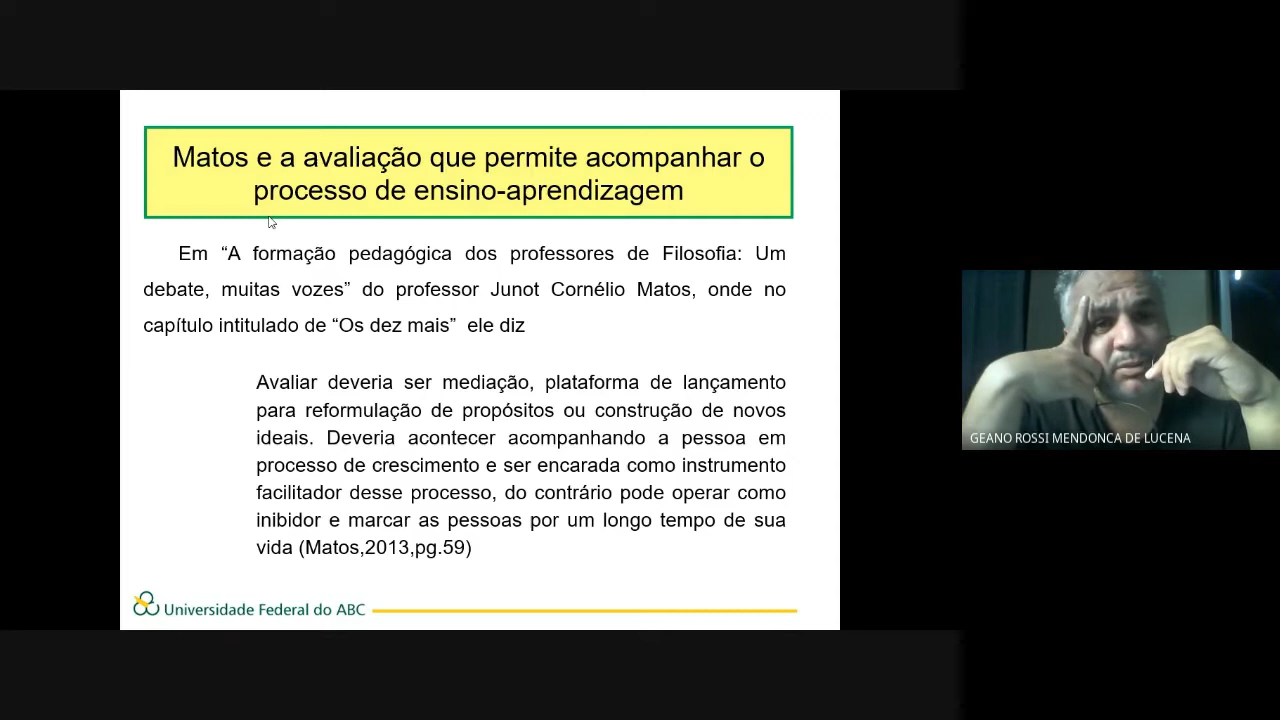 Matos e a avaliação que permite acompanhar o
processo de ensino-aprendizagem
Em “A formação pedagógica dos professores de Filosofia: Um
debate, muitas vozes” do professor Junot Cornélio Matos, onde no
capítulo intitulado de “Os dez mais” ele diz
Avaliar deveria ser mediação, plataforma de lançamento
para reformulação de propósitos ou construção de novos
ideais. Deveria acontecer acompanhando a pessoa em
processo de crescimento e ser encarada como instrumento
facilitador desse processo, do contrário pode operar como
inibidor e marcar as pessoas por um longo tempo de sua
vida (Matos,2013,pg.59)
Universidade Federal do ABC
GEANO ROSSI MENDONCA DE LUCENA